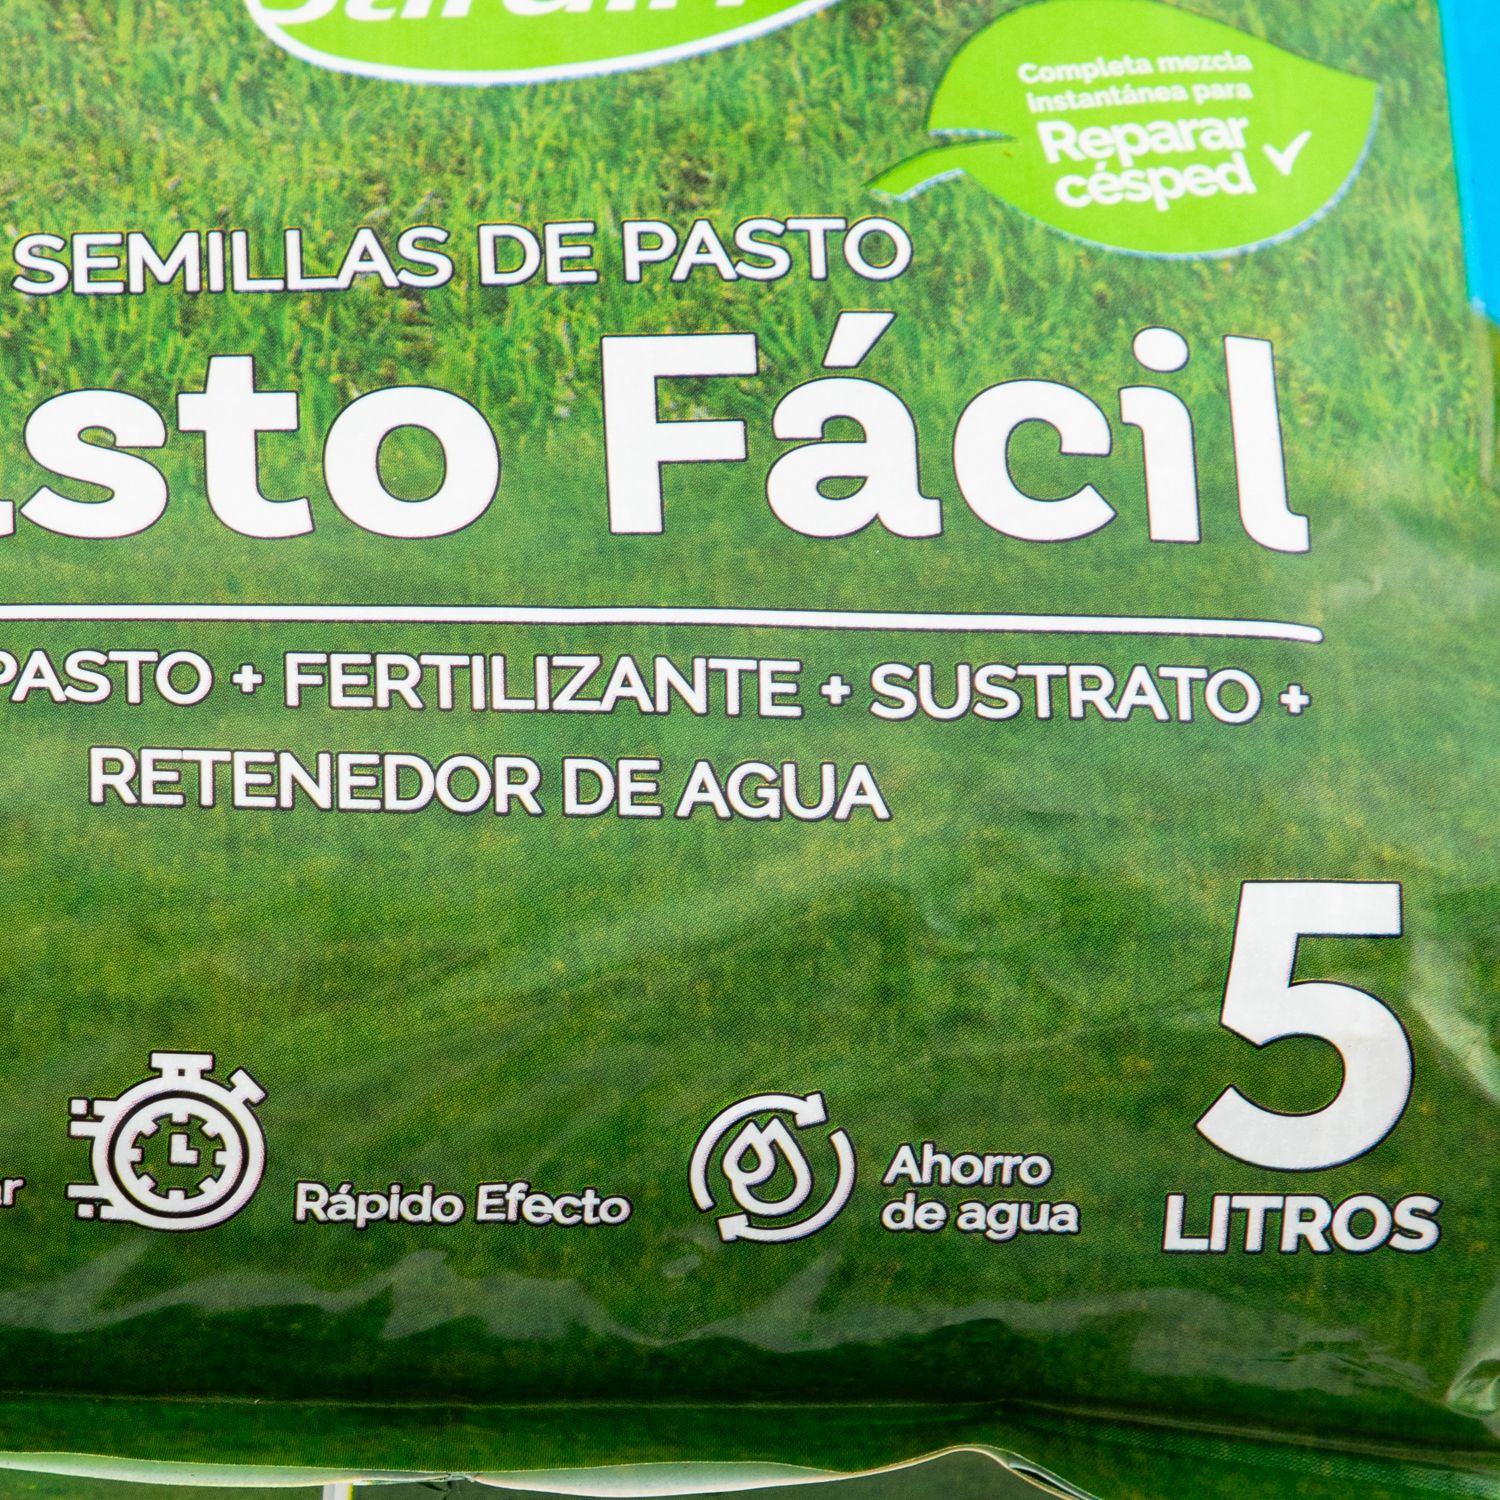 Completa mezcla
instantánea para
Reparar
césped
SEMILLAS DE PASTO
Fácil
PASTO + FERTILIZANTE + SUSTRATO +
RETENEDOR DE AGUA
5
LITROS
Rápido Efecto
Ahorro
de agua